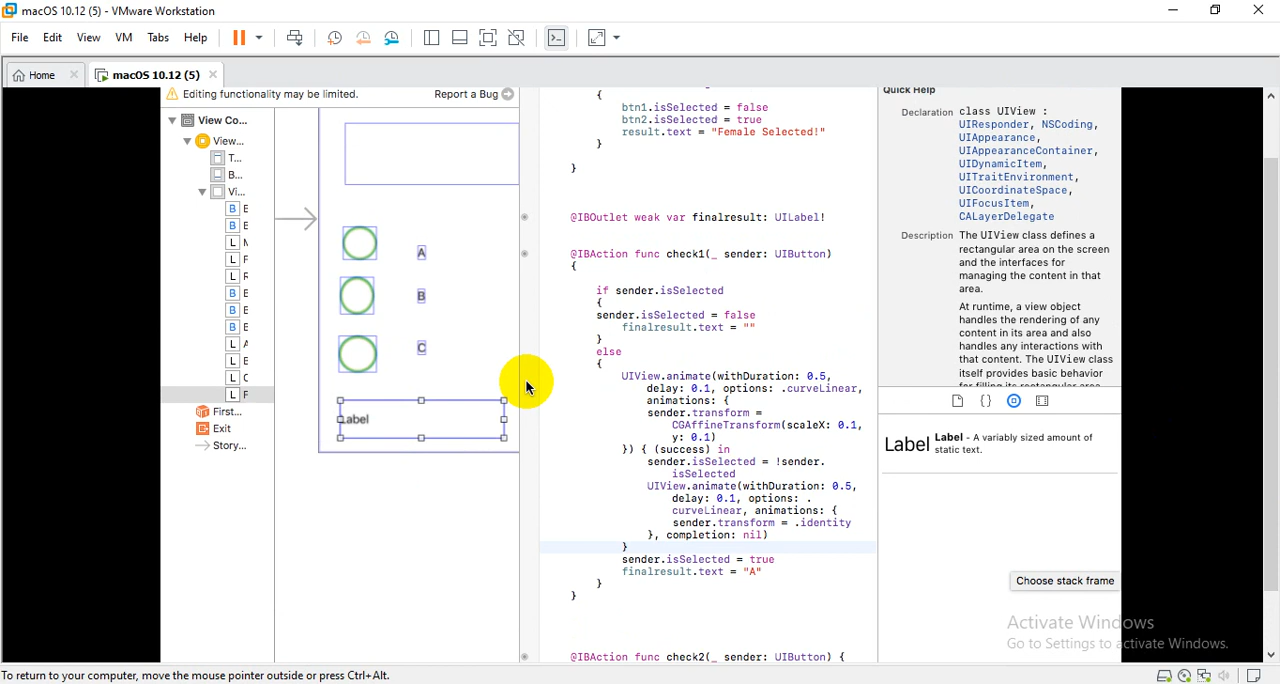 macOS 10.12 (5) - VMware Workstation
File Edit View VM Tabs Help
Home macOS 10.12 (5)
Editing functionality may be limited. Report a Bug
View Co...
View...
T...
B...
Vi...
B
B
L
L
L
B
B
B
L
L
L
L
First...
Exit
Story...
A
B
C
Label
{
btn1.isSelected = false
btn2.isSelected = true
result.text = "Female Selected!"
}
}
@IBOutlet weak var finalresult: UILabel!
@IBAction func check1(_ sender: UIButton)
{
if sender.isSelected
{
sender.isSelected = false
finalresult.text = ""
}
else
{
UIView.animate(withDuration: 0.5,
delay: 0.1, options: .curveLinear,
animations: {
sender.transform =
CGAffineTransform(scaleX: 0.1,
y: 0.1)
}) { (success) in
sender.isSelected = !sender.
isSelected
UIView.animate(withDuration: 0.5,
delay: 0.1, options: .
curveLinear, animations: {
sender.transform = .identity
}, completion: nil)
}
sender.isSelected = true
finalresult.text = "A"
}
}
@IBAction func check2(_ sender: UIButton) {
Quick Help
Declaration class UIView :
UIResponder, NSCoding,
UIAppearance,
UIAppearanceContainer,
UIDynamicItem,
UITraitEnvironment,
UICoordinateSpace,
UIFocusItem,
CALayerDelegate
Description The UIView class defines a
rectangular area on the screen
and the interfaces for
managing the content in that
area.
At runtime, a view object
handles the rendering of any
content in its area and also
handles any interactions with
that content. The UIView class
itself provides basic behavior
for filling its rectangular area
{ }
Label Label - A variably sized amount of
static text.
Choose stack frame
Activate Windows
Go to Settings to activate Windows.
To return to your computer, move the mouse pointer outside or press Ctrl+Alt.